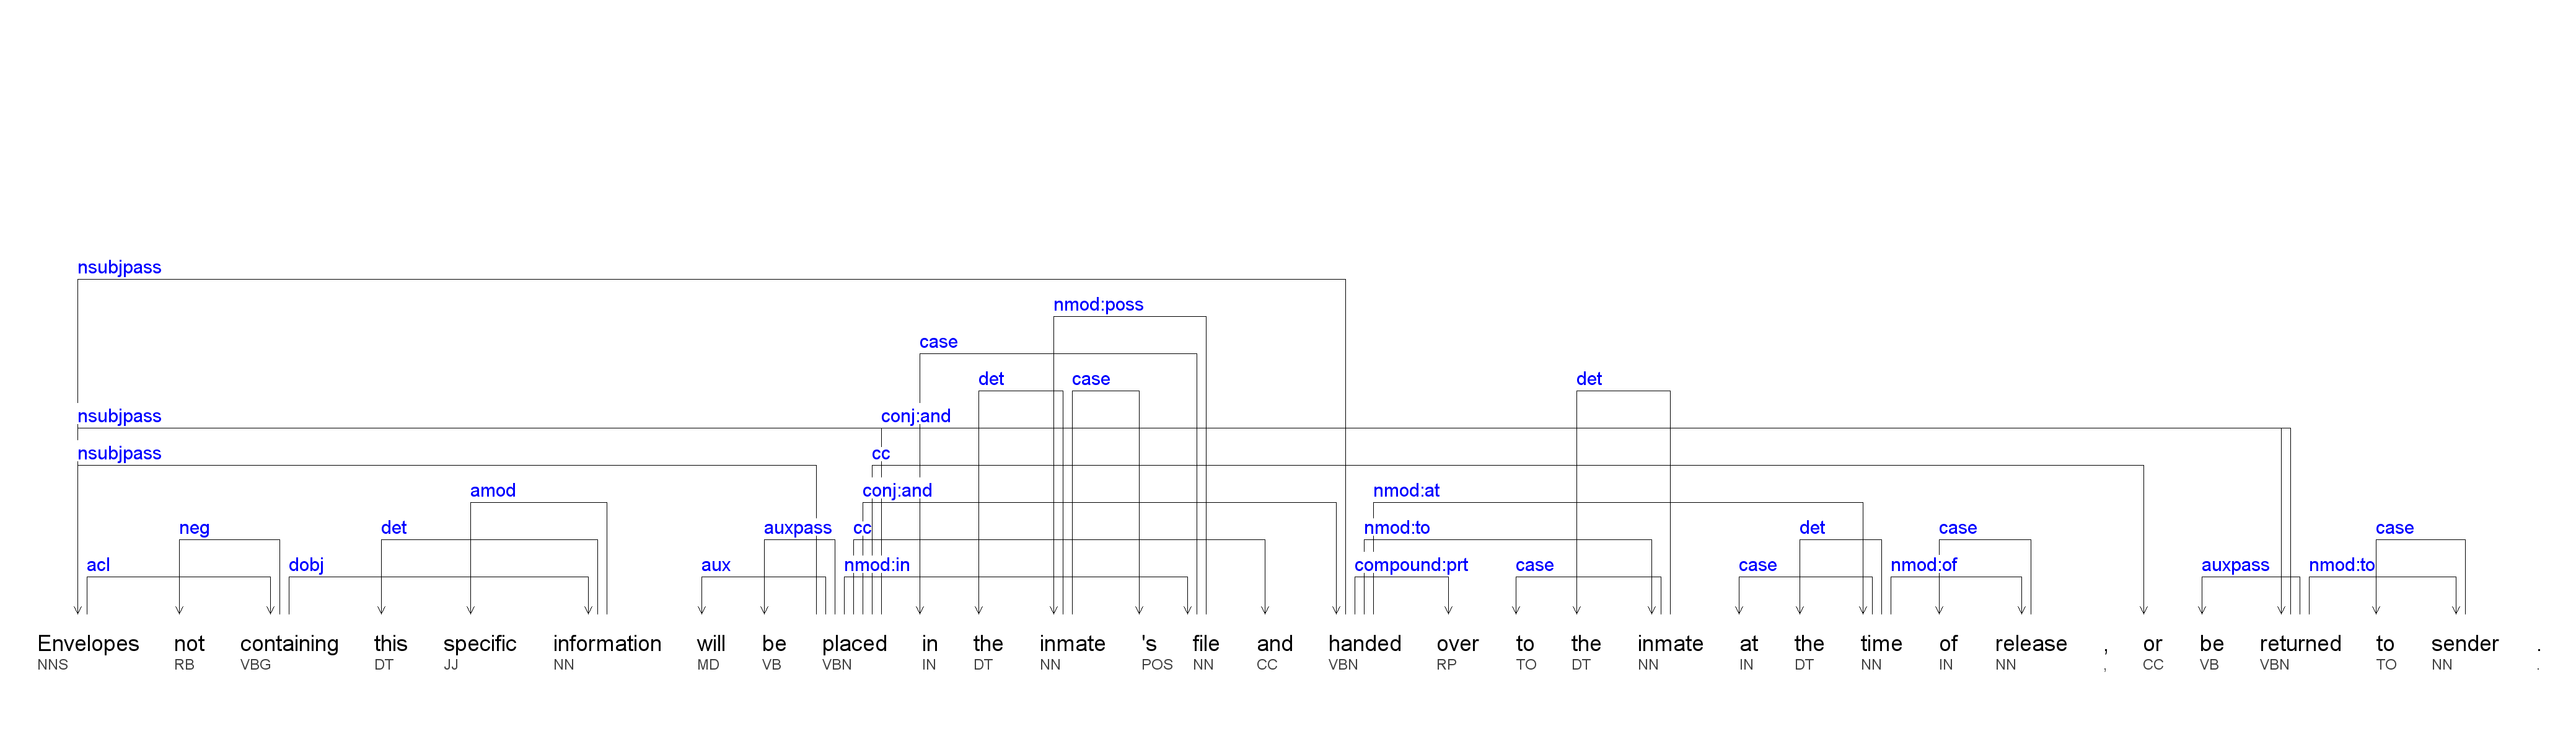 nsubjpass
nmod:poss
case
det case det
nsubjpass conj:and
nsubjpass cc
amod conj:and nmod:at
neg det auxpass cc nmod:to det case case
acl dobj aux nmod:in compound:prt case case nmod:of auxpass nmod:to
Envelopes not containing this specific information will be placed in the inmate 's file and handed over to the inmate at the time of release , or be returned to sender .
NNS RB VBG DT JJ NN MD VB VBN IN DT NN POS NN CC VBN RP TO DT NN IN DT NN IN NN , CC VB VBN TO NN .